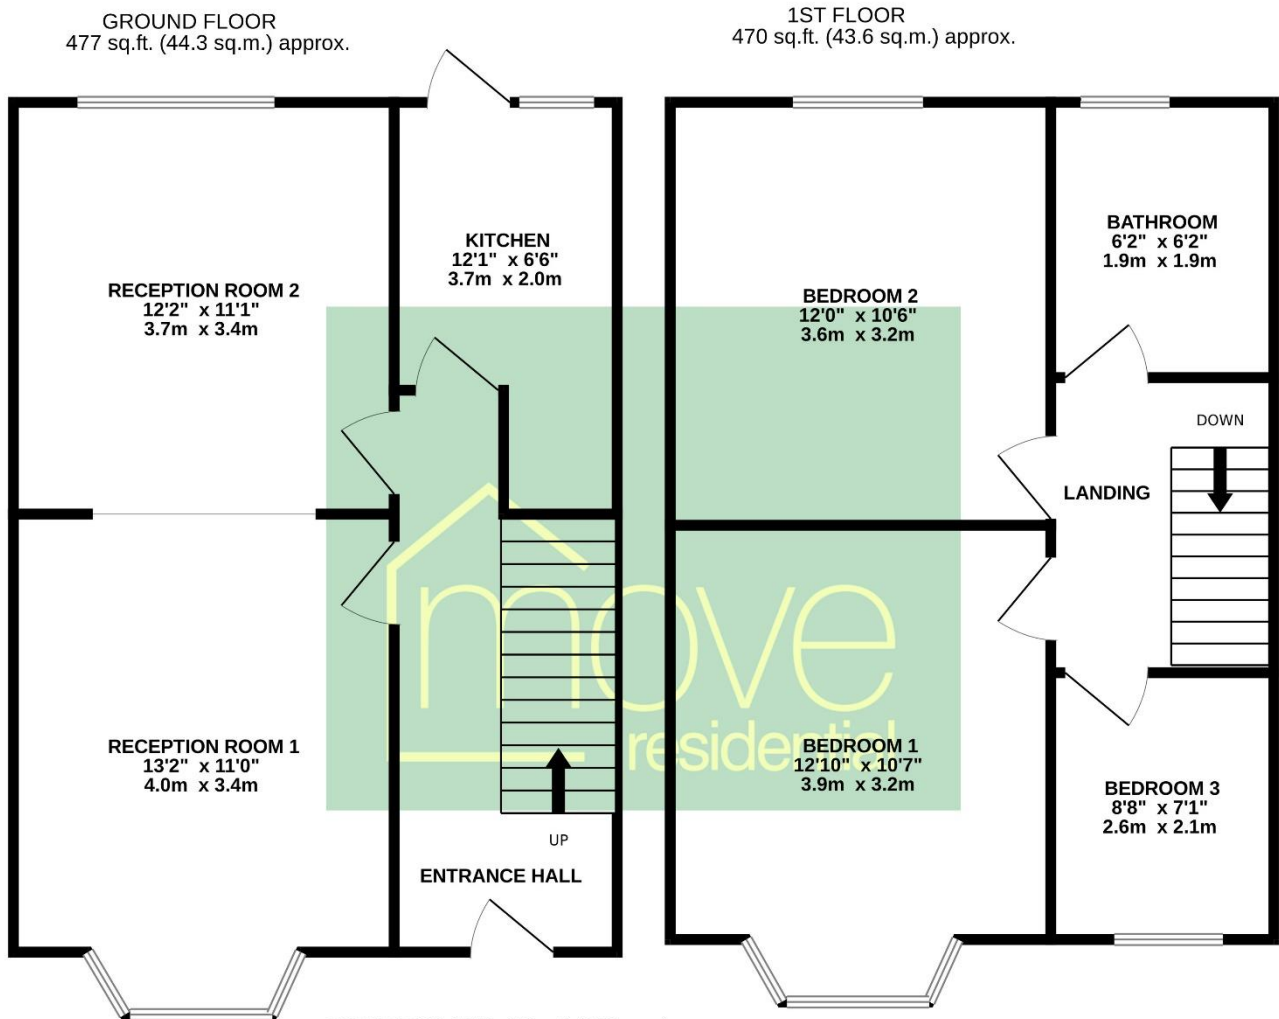 GROUND FLOOR
477 sq.ft. (44.3 sq.m.) approx.
1ST FLOOR
470 sq.ft. (43.6 sq.m.) approx.
KITCHEN
12'1" x 6'6"
3.7m x 2.0m
RECEPTION ROOM 2
12'2" x 11'1"
3.7m x 3.4m
RECEPTION ROOM 1
13'2" x 11'0"
4.0m x 3.4m
UP
ENTRANCE HALL
BATHROOM
6'2" x 6'2"
1.9m x 1.9m
BEDROOM 2
12'0" x 10'6"
3.6m x 3.2m
DOWN
LANDING
BEDROOM 1
12'10" x 10'7"
3.9m x 3.2m
BEDROOM 3
8'8" x 7'1"
2.6m x 2.1m
move
residential